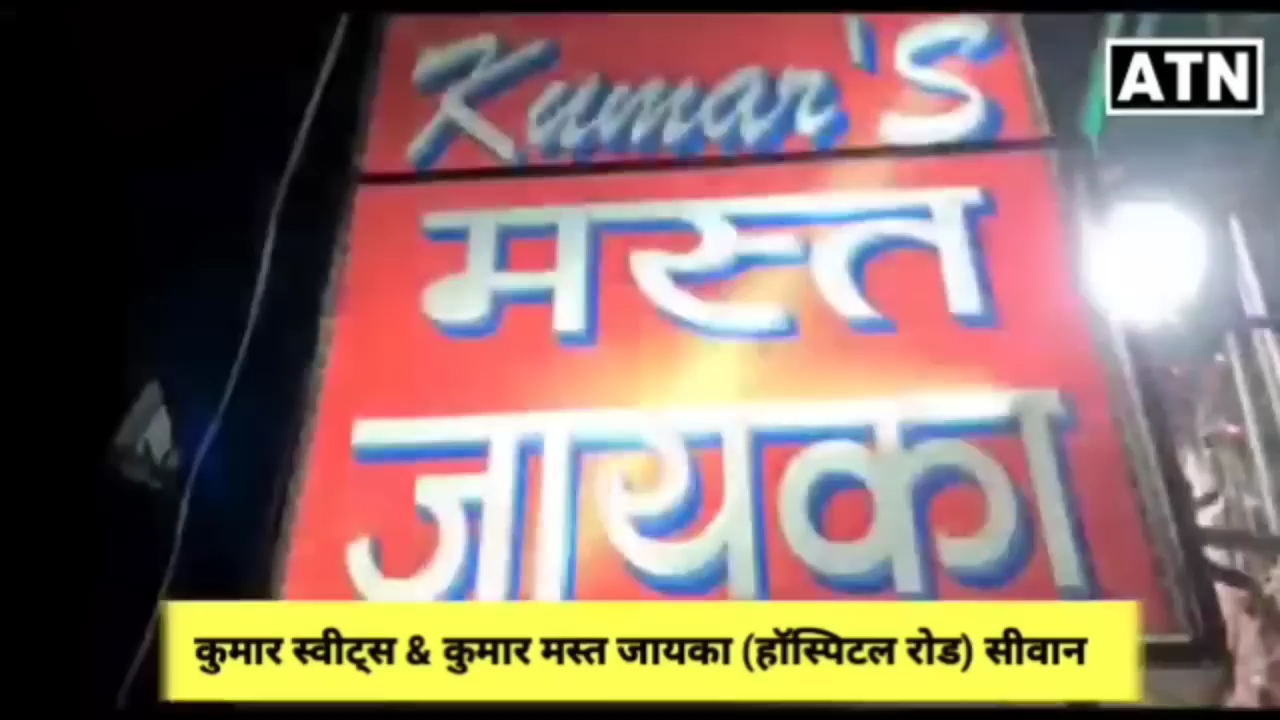 ATN
Kumar's
मस्त
जायका
कुमार स्वीट्स & कुमार मस्त जायका (हॉस्पिटल रोड) सीवान